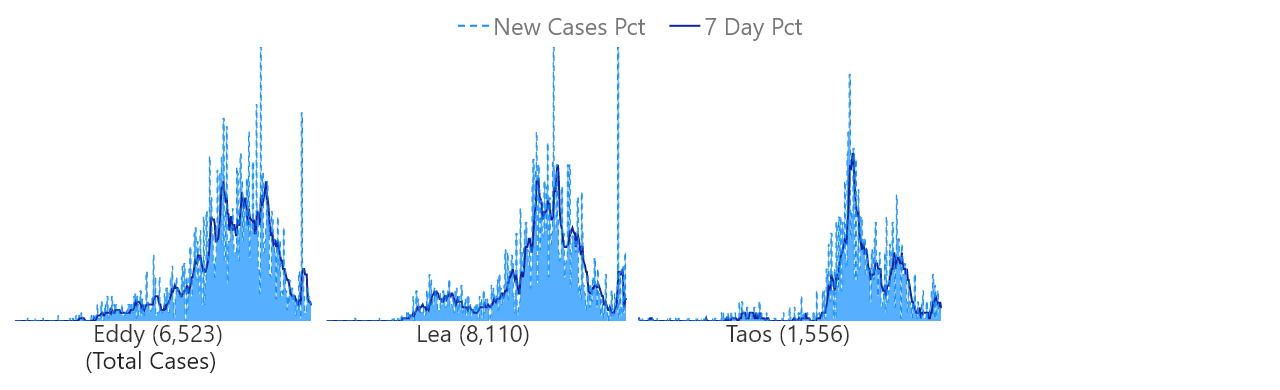 New Cases Pct 7 Day Pct
Eddy (6,523) Lea (8,110) Taos (1,556)
(Total Cases)